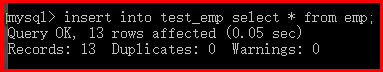 mysql> insert into test_emp select * from emp;
Query OK, 13 rows affected (0.05 sec)
Records: 13  Duplicates: 0  Warnings: 0